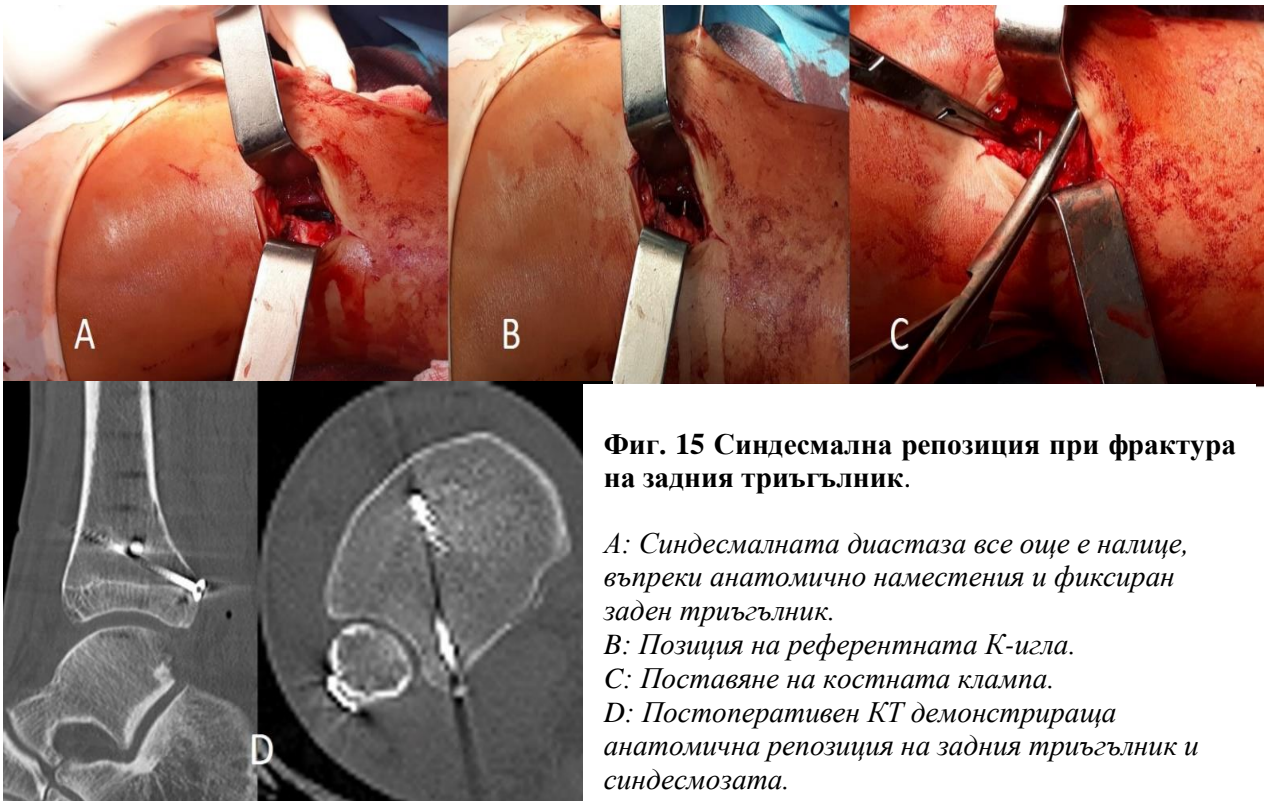 A
B
C
D
Фиг. 15 Синдесмална репозиция при фрактура
на задния триъгълник.
А: Синдесмалната диастаза все още е налице,
въпреки анатомично наместения и фиксиран
заден триъгълник.
В: Позиция на референтната К-игла.
С: Поставяне на костната клампа.
D: Постоперативен КТ демонстрираща
анатомична репозиция на задния триъгълник и
синдесмозата.